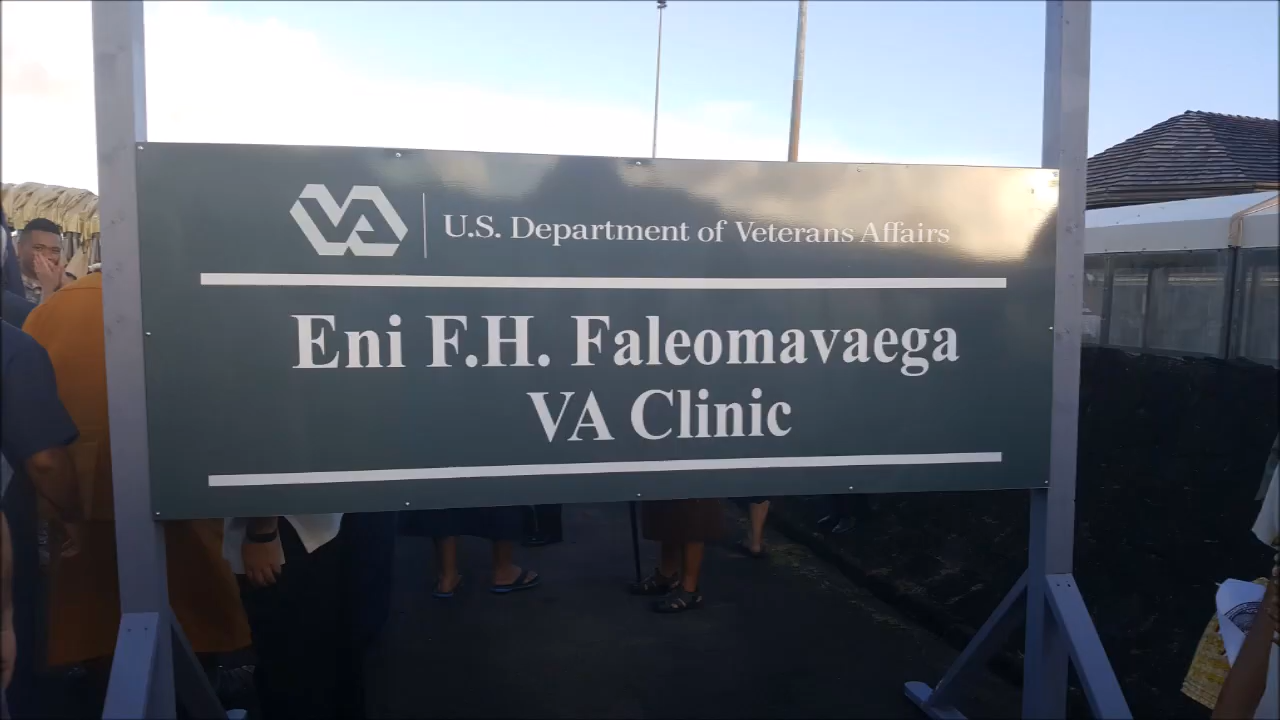 VA
U.S. Department of Veterans Affairs
Eni F.H. Faleomavaega
VA Clinic